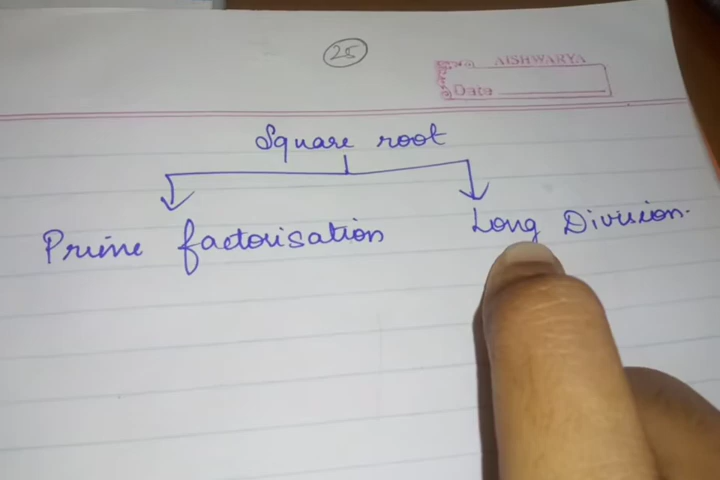 25
AISHWARYA
Date
Square root
Prime factorisation Long Division.